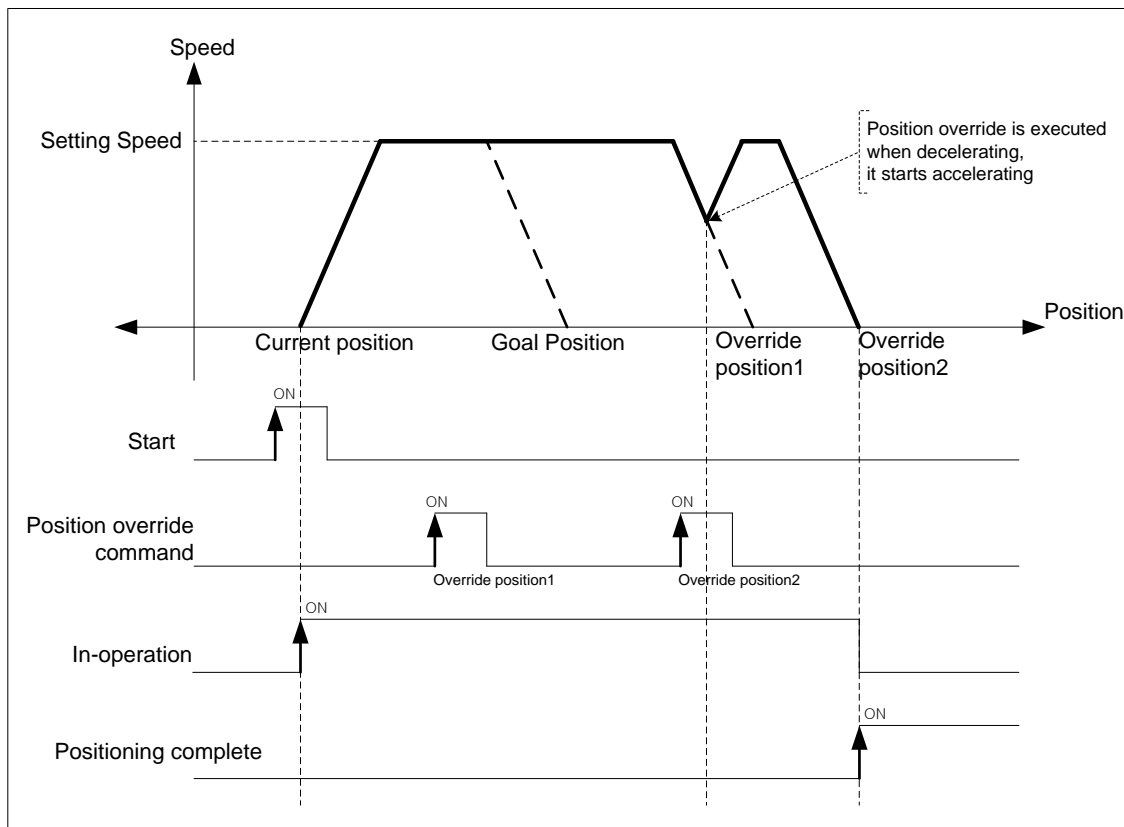 Speed
Setting Speed
Position override is executed
when decelerating,
it starts accelerating
Position
Current position
Goal Position
Override
position1
Override
position2
ON
Start
ON
ON
Position override
command
Override position1
Override position2
ON
In-operation
ON
Positioning complete